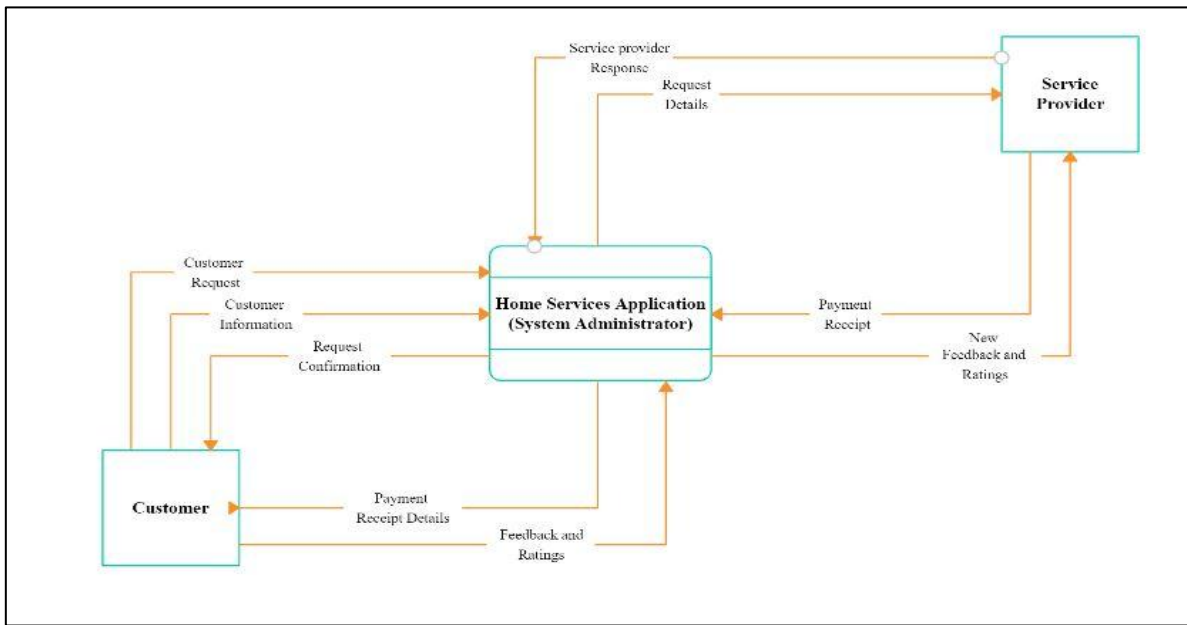 Service provider
Response
Request
Details
Service
Provider
Customer
Request
Customer
Information
Request
Confirmation
Home Services Application
(System Administrator)
Payment
Receipt
New
Feedback and
Ratings
Customer
Payment
Receipt Details
Feedback and
Ratings